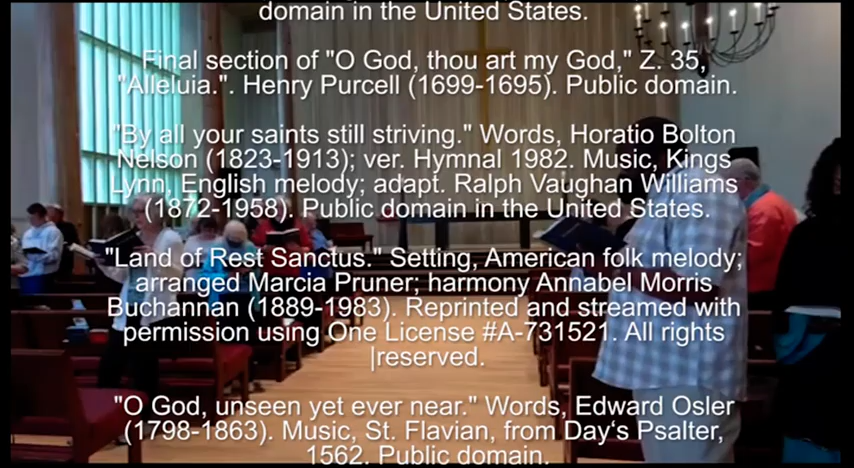 domain in the United States.
Final section of "O God, thou art my God," Z. 35,
"Alleluia.". Henry Purcell (1699-1695). Public domain.
"By all your saints still striving." Words, Horatio Bolton
Nelson (1823-1913); ver. Hymnal 1982. Music, Kings
Lynn, English melody; adapt. Ralph Vaughan Williams
(1872-1958). Public domain in the United States.
"Land of Rest Sanctus." Setting, American folk melody;
arranged Marcia Pruner; harmony Annabel Morris
Buchannan (1889-1983). Reprinted and streamed with
permission using One License #A-731521. All rights
|reserved.
"O God, unseen yet ever near." Words, Edward Osler
(1798-1863). Music, St. Flavian, from Day‘s Psalter,
1562. Public domain.